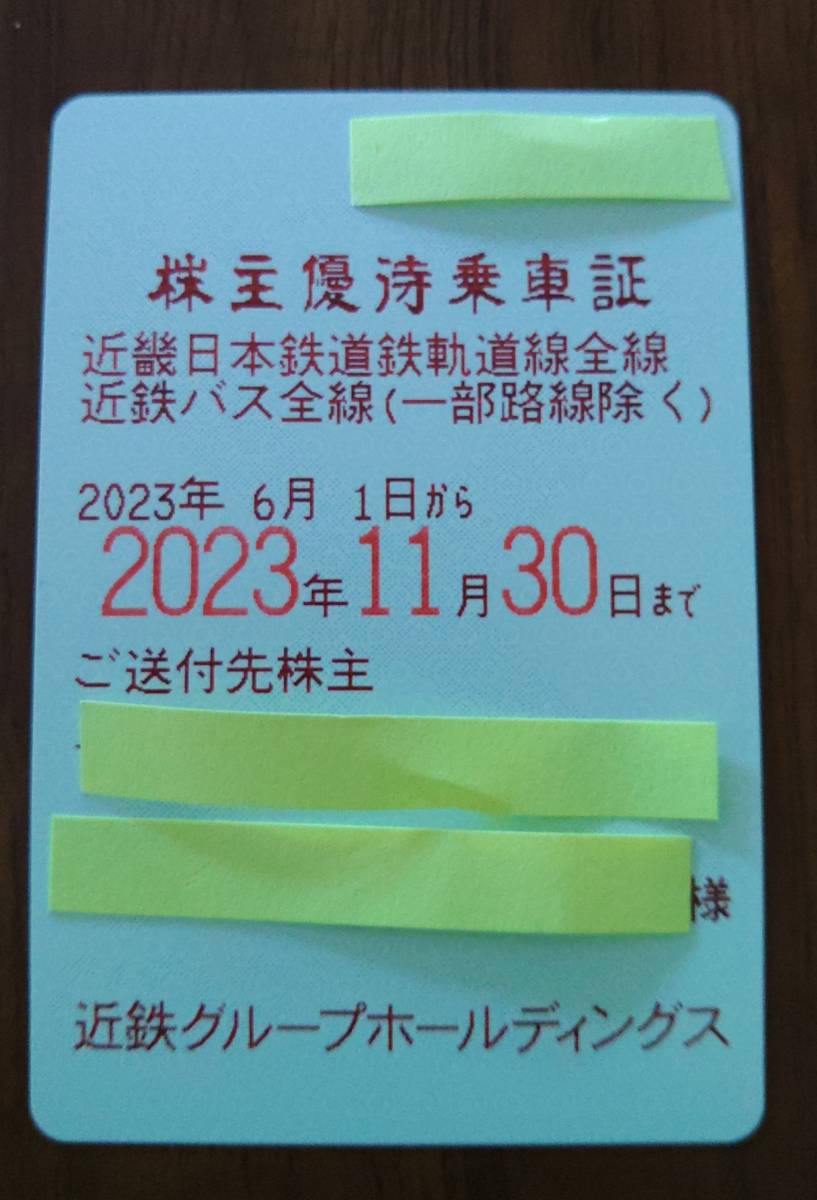 株主優待乗車証
近畿日本鉄道鉄軌道線全線
近鉄バス全線(一部路線除く)
2023年 6月 1日から
2023年11月30日まで
ご送付先株主
様
近鉄グループホールディングス